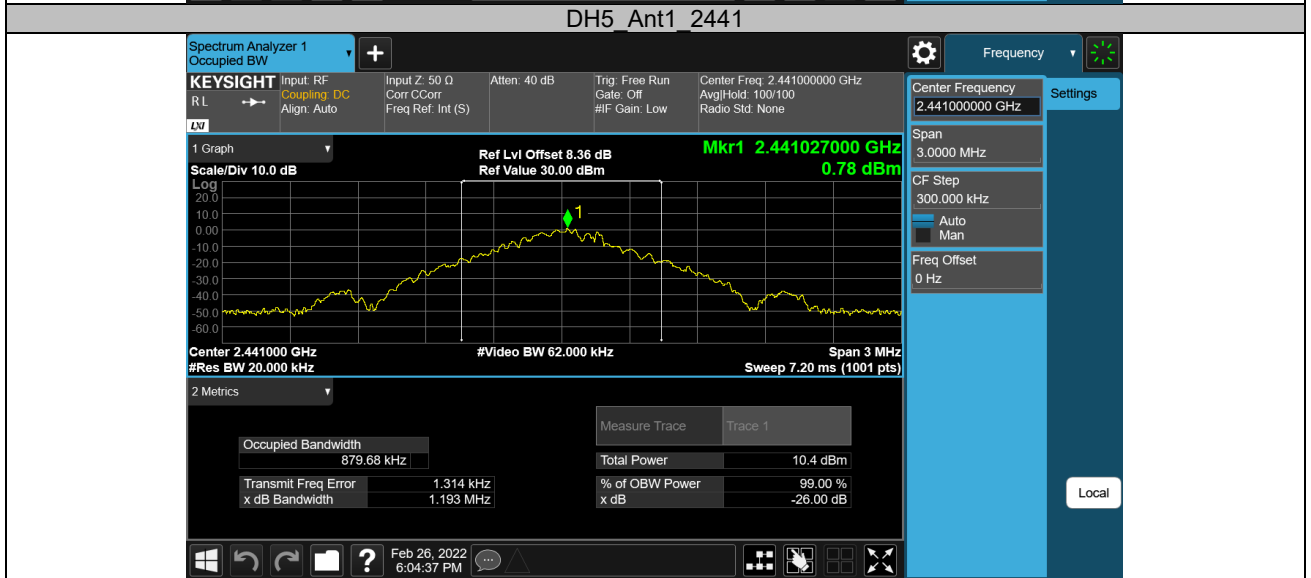 DH5_Ant1_2441
Spectrum Analyzer 1
Occupied BW
+
Frequency
KEYSIGHT
RL
LXI
Input: RF
Coupling: DC
Align: Auto
Input Z: 50 Ω
Corr CCorr
Freq Ref: Int (S)
Atten: 40 dB
Trig: Free Run
Gate: Off
#IF Gain: Low
Center Freq: 2.441000000 GHz
Avg|Hold: 100/100
Radio Std: None
Center Frequency
2.441000000 GHz
Settings
Span
3.0000 MHz
CF Step
300.000 kHz
Auto
Man
Freq Offset
0 Hz
Local
1 Graph
Scale/Div 10.0 dB
Ref Lvl Offset 8.36 dB
Ref Value 30.00 dBm
Mkr1 2.441027000 GHz
0.78 dBm
Log
20.0
10.0
0.00
-10.0
-20.0
-30.0
-40.0
-50.0
-60.0
1
Center 2.441000 GHz
#Video BW 62.000 kHz
Span 3 MHz
#Res BW 20.000 kHz
Sweep 7.20 ms (1001 pts)
2 Metrics
Measure Trace Trace 1
Occupied Bandwidth
879.68 kHz
Total Power 10.4 dBm
Transmit Freq Error 1.314 kHz
% of OBW Power 99.00 %
x dB Bandwidth 1.193 MHz
x dB -26.00 dB
?
Feb 26, 2022
6:04:37 PM